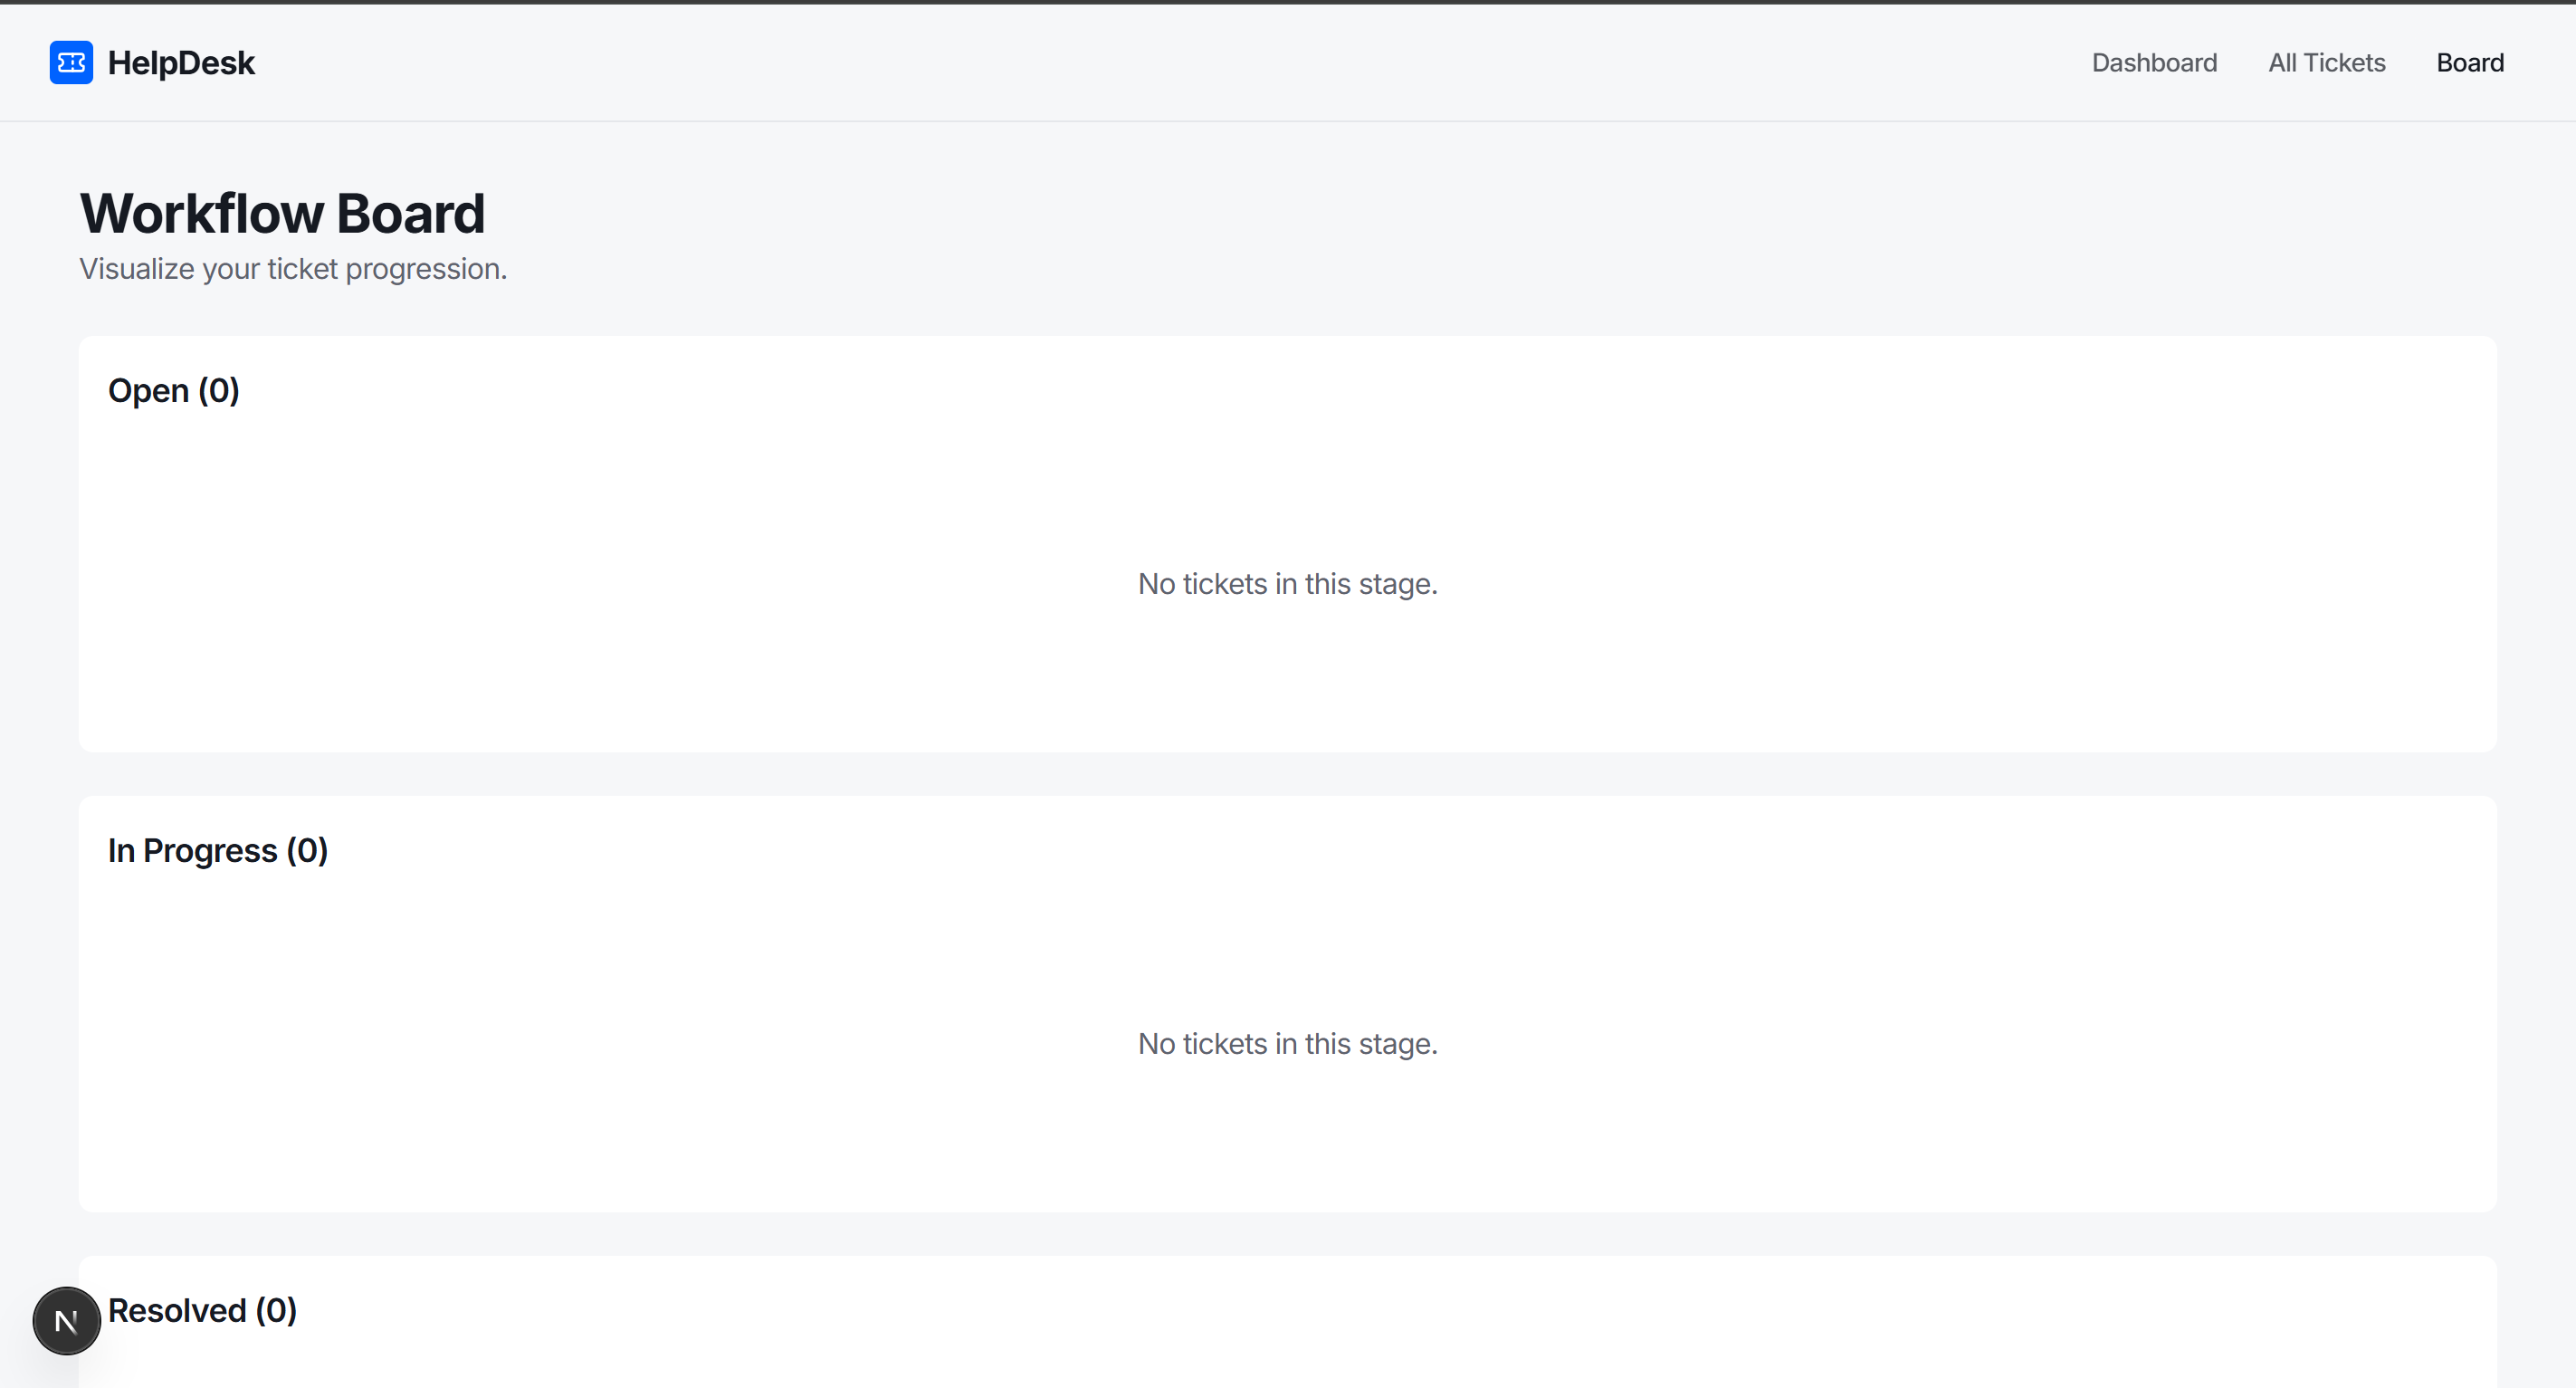 HelpDesk
Dashboard
All Tickets
Board
Workflow Board
Visualize your ticket progression.
Open (0)
No tickets in this stage.
In Progress (0)
No tickets in this stage.
Resolved (0)
N